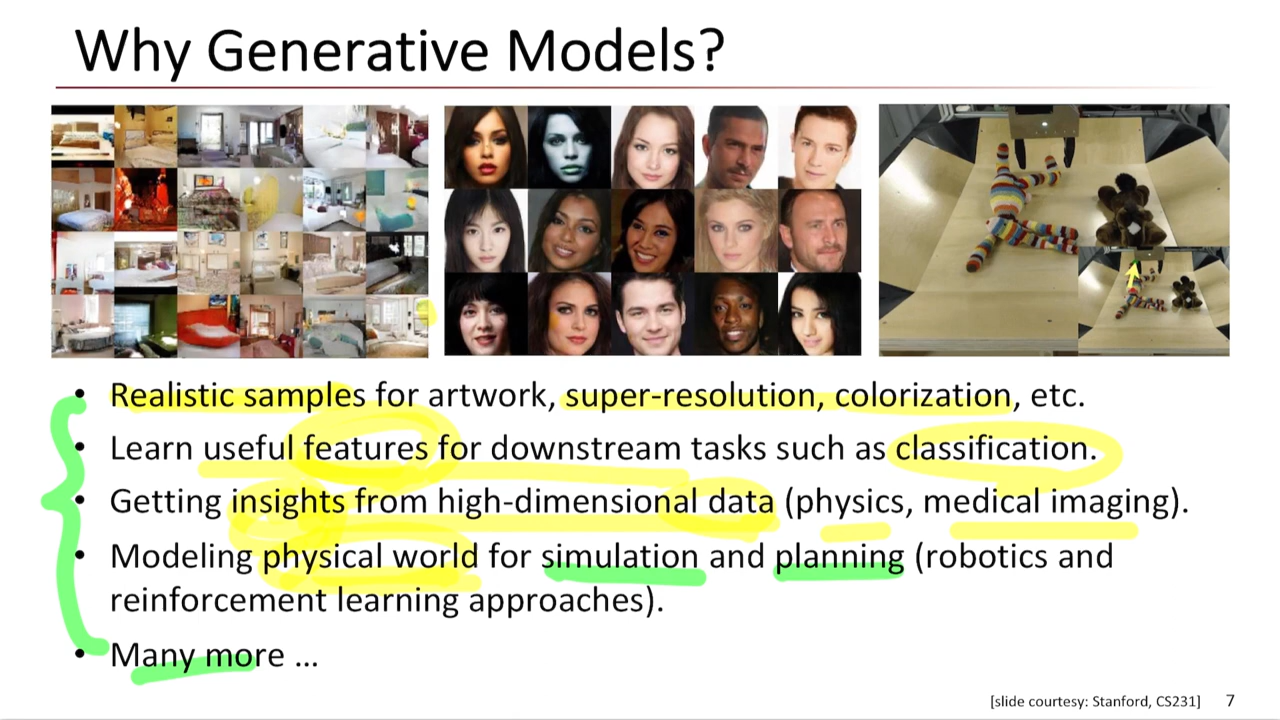 Why Generative Models?
• Realistic samples for artwork, super-resolution, colorization, etc.
• Learn useful features for downstream tasks such as classification.
• Getting insights from high-dimensional data (physics, medical imaging).
• Modeling physical world for simulation and planning (robotics and
reinforcement learning approaches).
• Many more ...
[slide courtesy: Stanford, CS231] 7